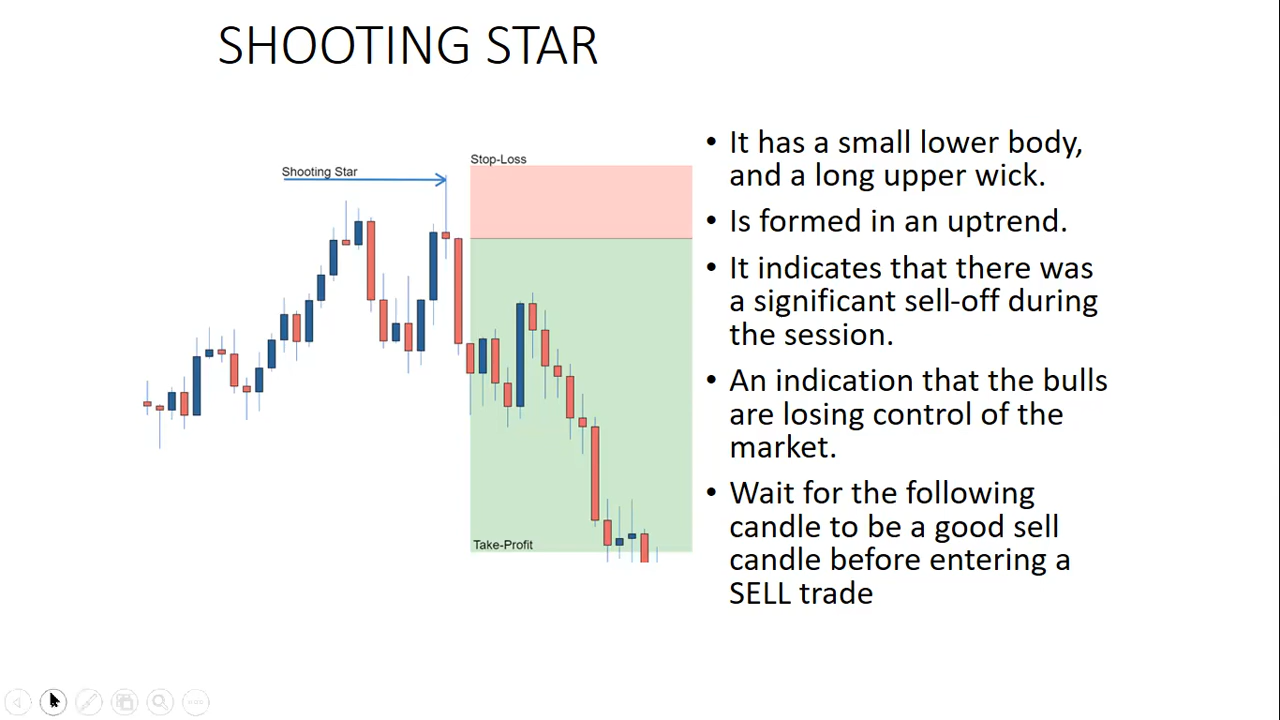 SHOOTING STAR
Stop-Loss
Shooting Star
Take-Profit
• It has a small lower body,
and a long upper wick.
• Is formed in an uptrend.
• It indicates that there was
a significant sell-off during
the session.
• An indication that the bulls
are losing control of the
market.
• Wait for the following
candle to be a good sell
candle before entering a
SELL trade